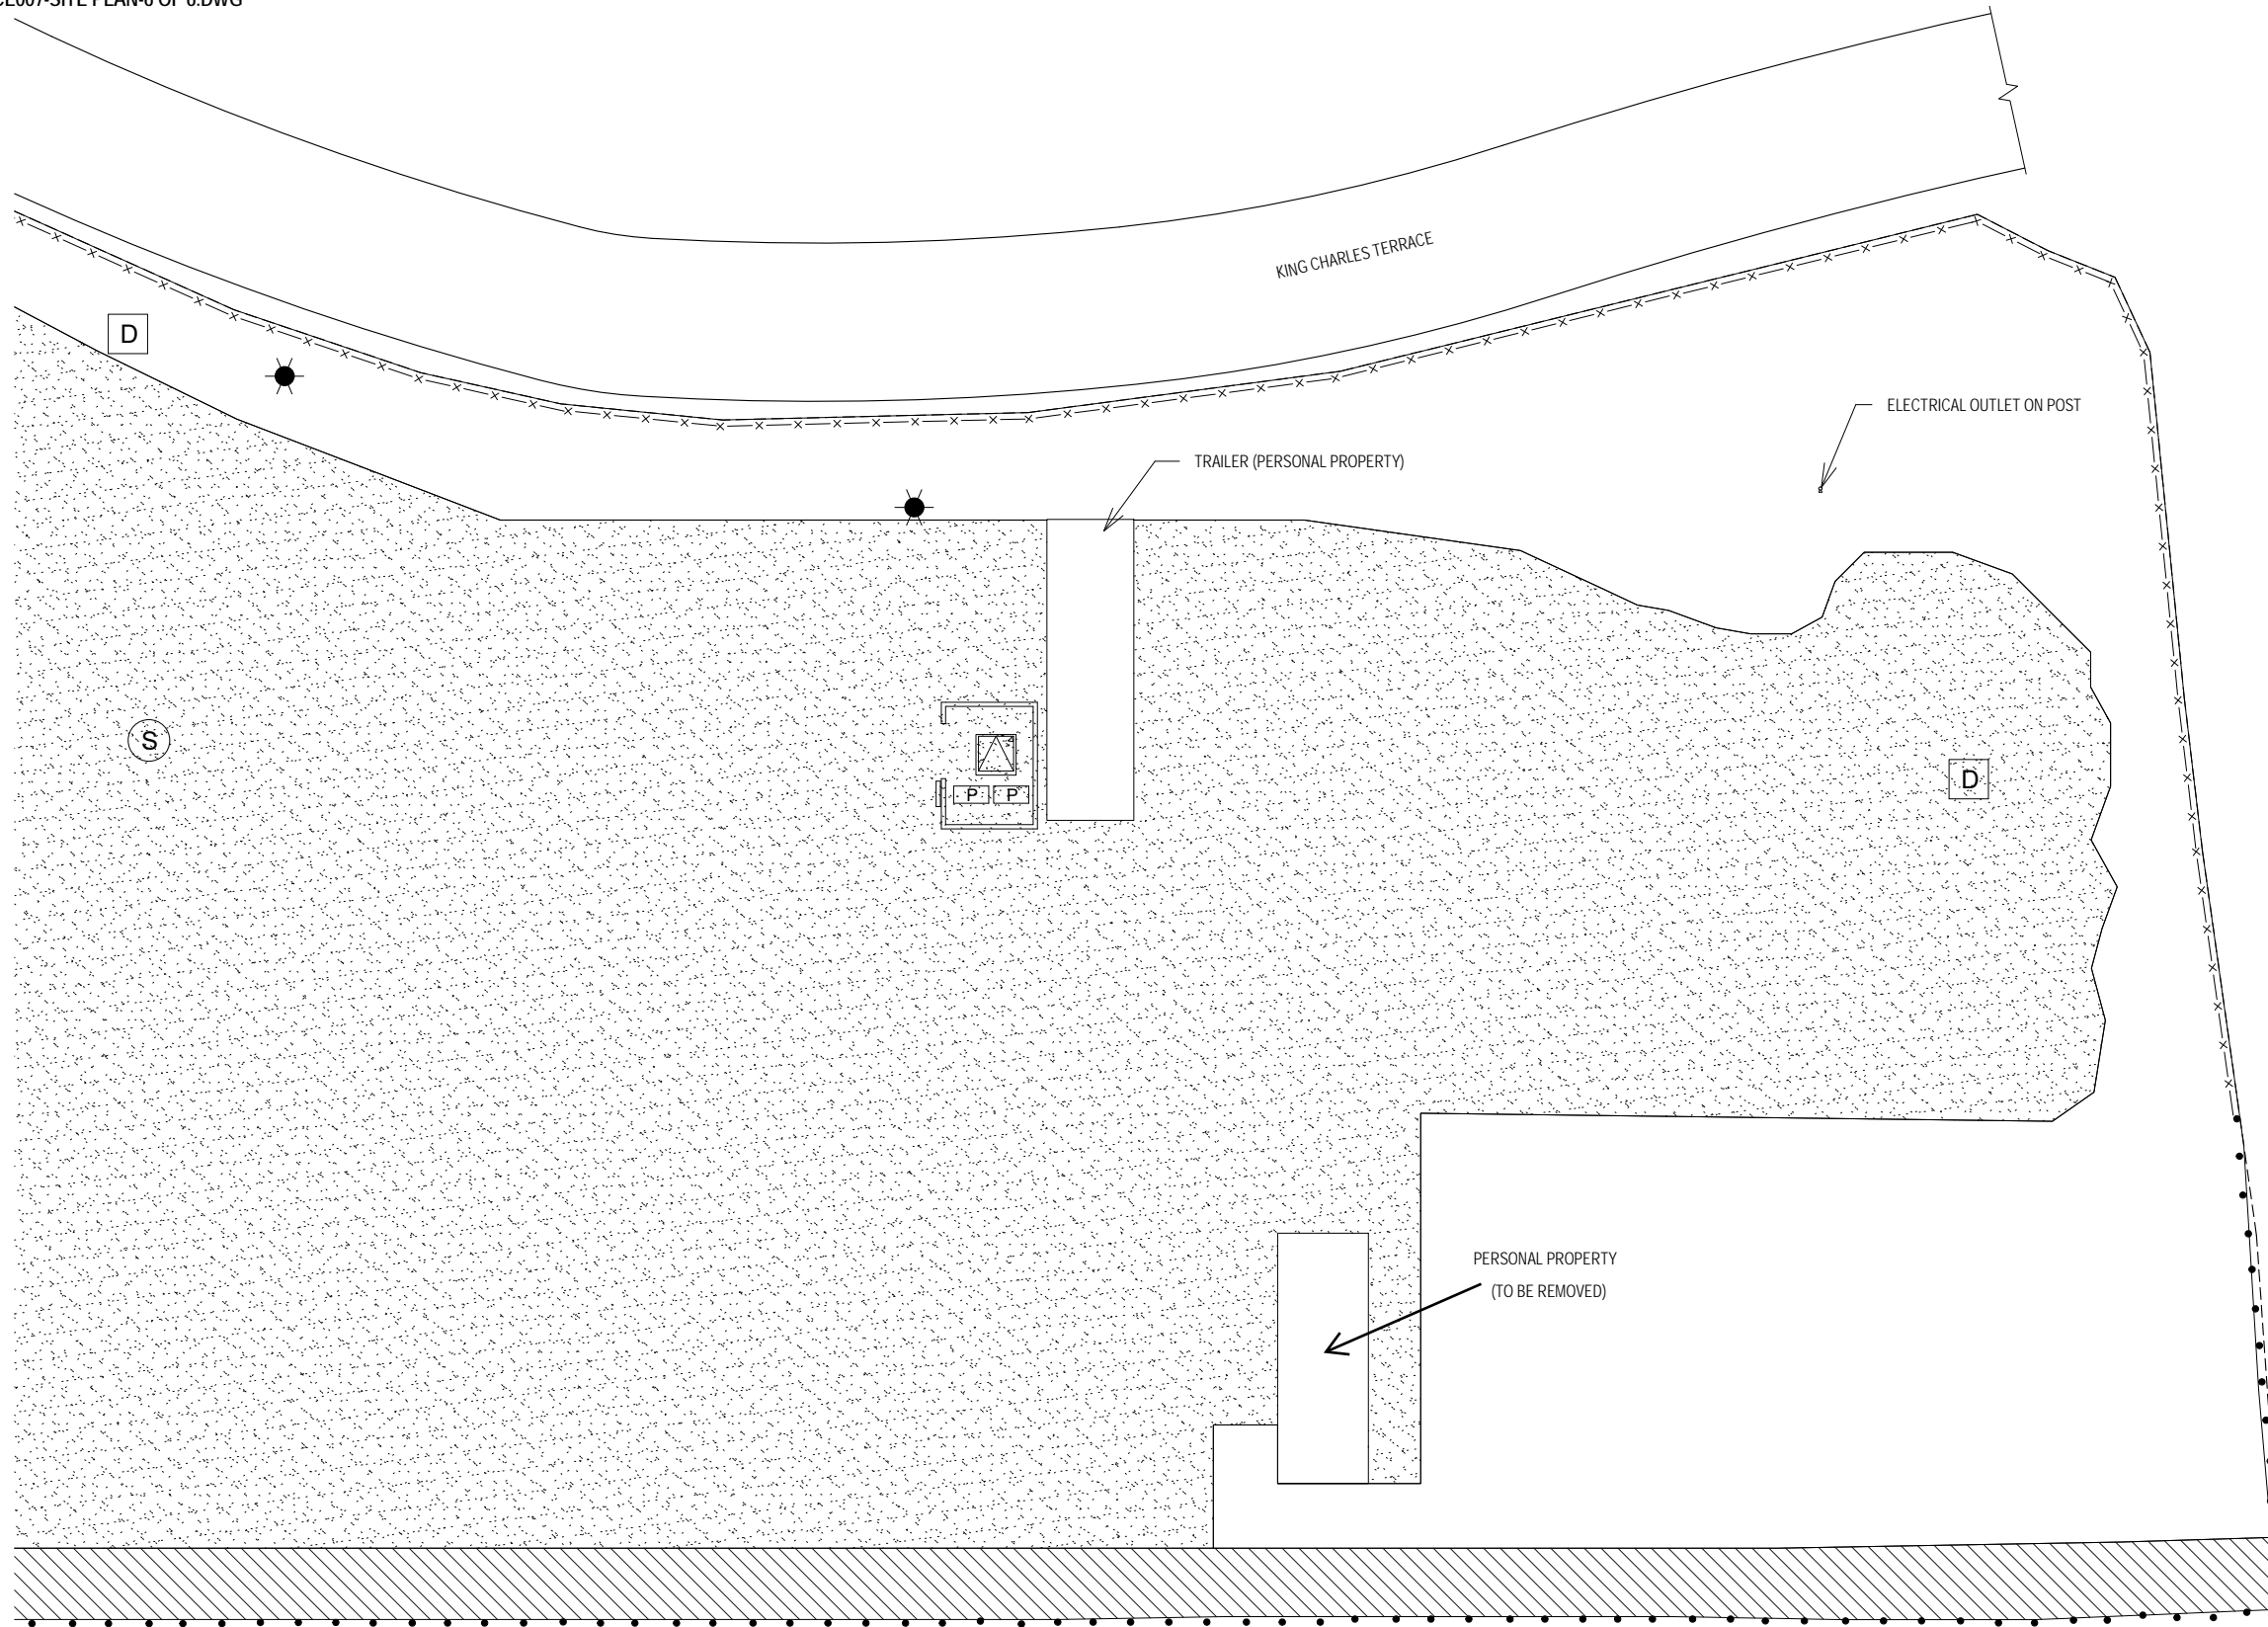 KING CHARLES TERRACE
D
ELECTRICAL OUTLET ON POST
TRAILER (PERSONAL PROPERTY)
S
D
P P
PERSONAL PROPERTY
(TO BE REMOVED)